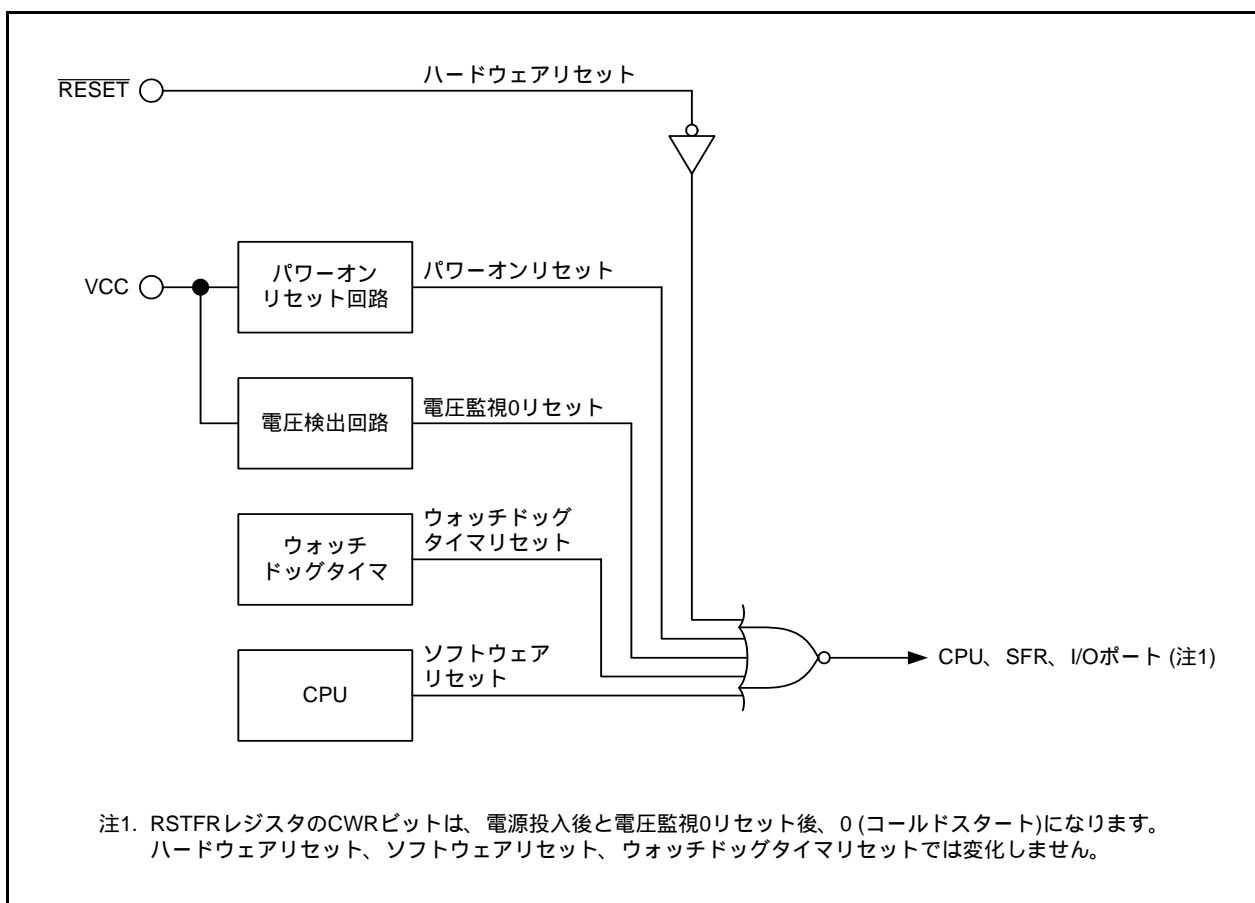 RESET
ハードウェアリセット
VCC
パワーオン
リセット回路
パワーオンリセット
電圧検出回路
電圧監視0リセット
ウォッチ
ドッグタイマ
ウォッチドッグ
タイマリセット
CPU
ソフトウェア
リセット
CPU、SFR、I/Oポート (注1)
注1. RSTFRレジスタのCWRビットは、電源投入後と電圧監視0リセット後、0 (コールドスタート)になります。
ハードウェアリセット、ソフトウェアリセット、ウォッチドッグタイマリセットでは変化しません。